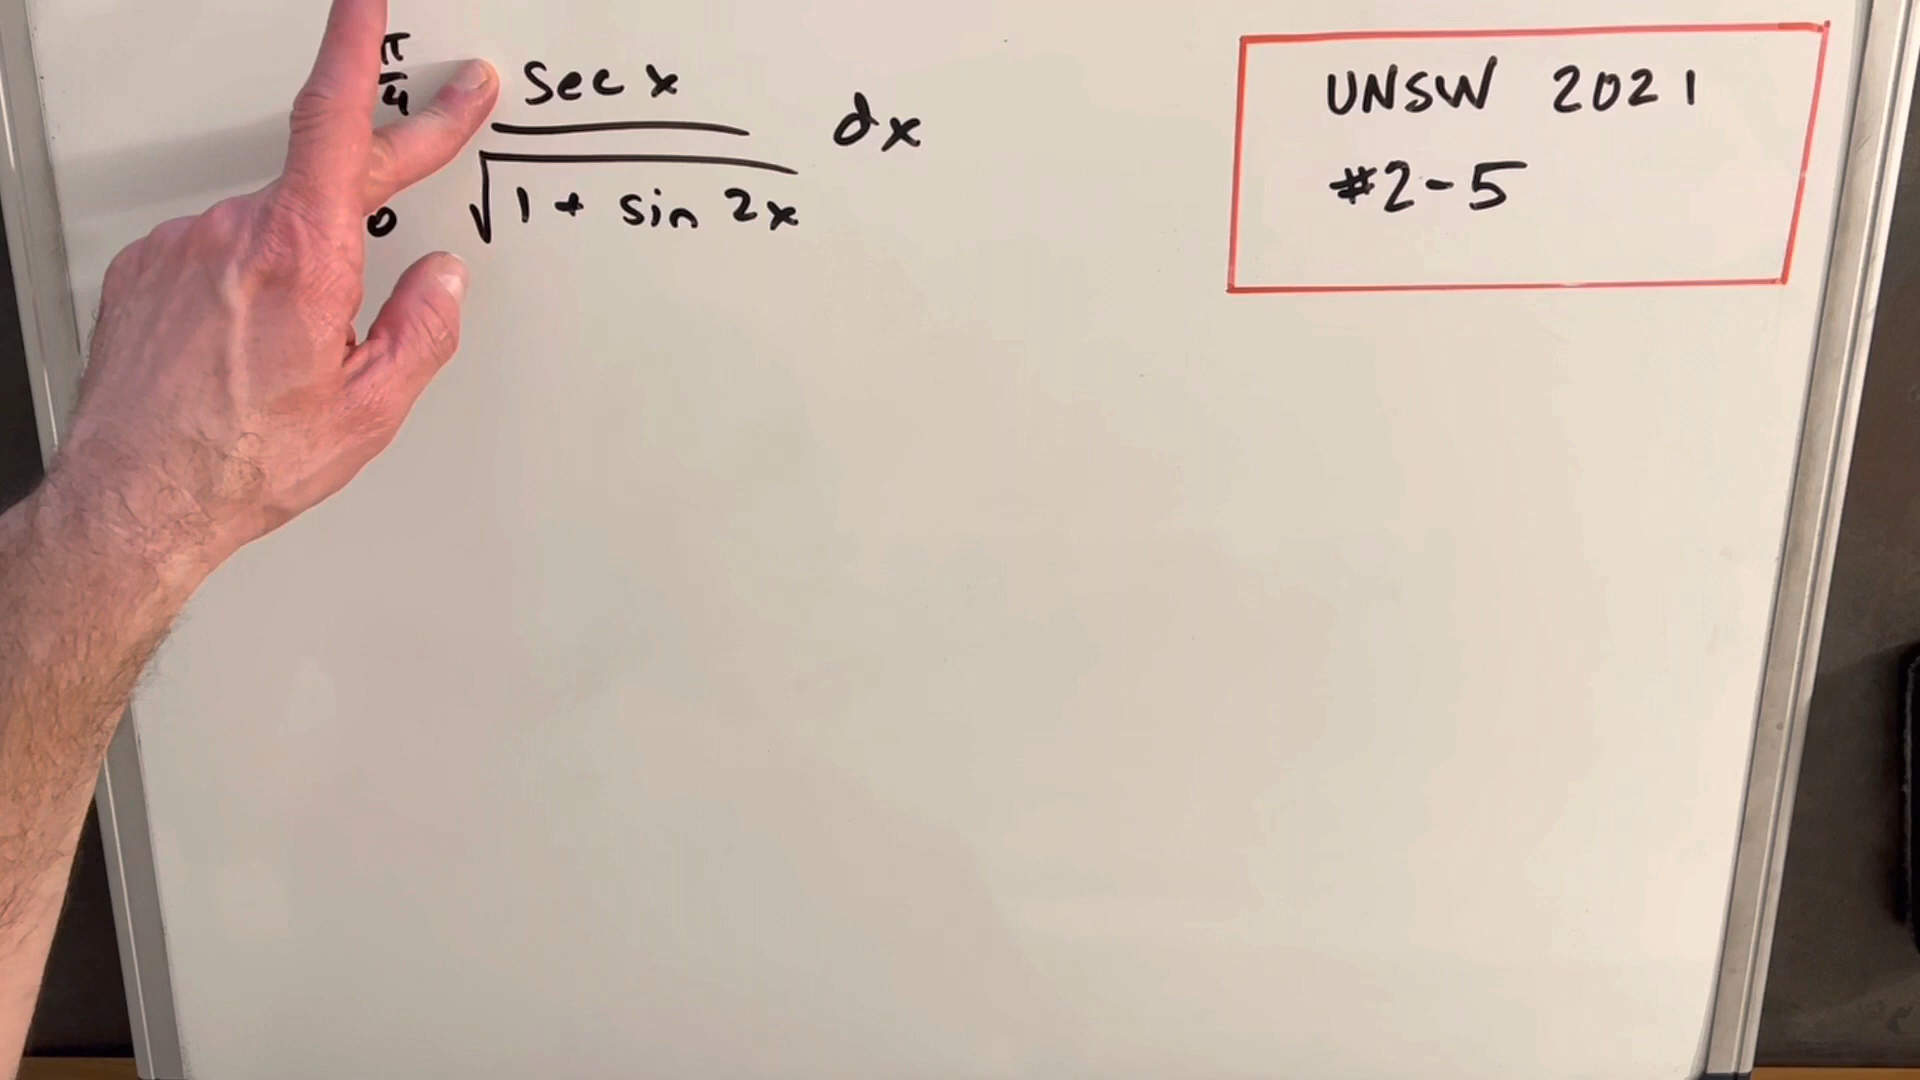 π/4
sec x
dx
√1 + sin 2x
0
UNSW 2021
#2-5